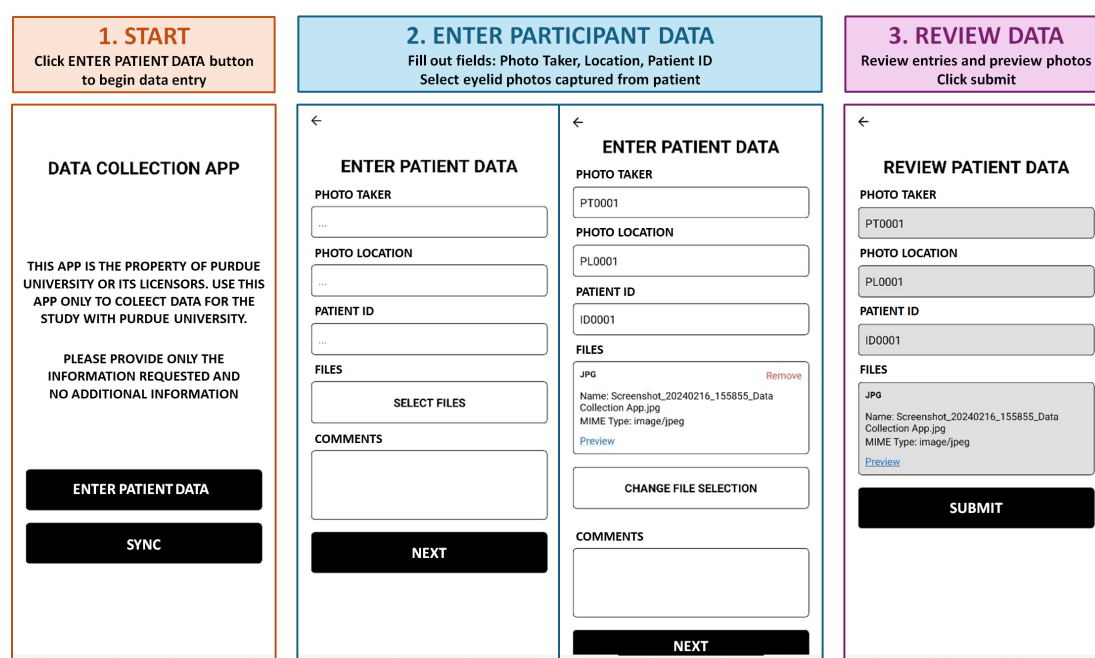 1. START
Click ENTER PATIENT DATA button
to begin data entry
DATA COLLECTION APP
THIS APP IS THE PROPERTY OF PURDUE
UNIVERSITY OR ITS LICENSORS. USE THIS
APP ONLY TO COLEECT DATA FOR THE
STUDY WITH PURDUE UNIVERSITY.
PLEASE PROVIDE ONLY THE
INFORMATION REQUESTED AND
NO ADDITIONAL INFORMATION
ENTER PATIENT DATA
SYNC
2. ENTER PARTICIPANT DATA
Fill out fields: Photo Taker, Location, Patient ID
Select eyelid photos captured from patient
←
ENTER PATIENT DATA
PHOTO TAKER
...
PHOTO LOCATION
...
PATIENT ID
...
FILES
SELECT FILES
COMMENTS
NEXT
←
ENTER PATIENT DATA
PHOTO TAKER
PT0001
PHOTO LOCATION
PL0001
PATIENT ID
ID0001
FILES
JPG Remove
Name: Screenshot_20240216_155855_Data
Collection App.jpg
MIME Type: image/jpeg
Preview
CHANGE FILE SELECTION
COMMENTS
NEXT
3. REVIEW DATA
Review entries and preview photos
Click submit
←
REVIEW PATIENT DATA
PHOTO TAKER
PT0001
PHOTO LOCATION
PL0001
PATIENT ID
ID0001
FILES
JPG
Name: Screenshot_20240216_155855_Data
Collection App.jpg
MIME Type: image/jpeg
Preview
SUBMIT